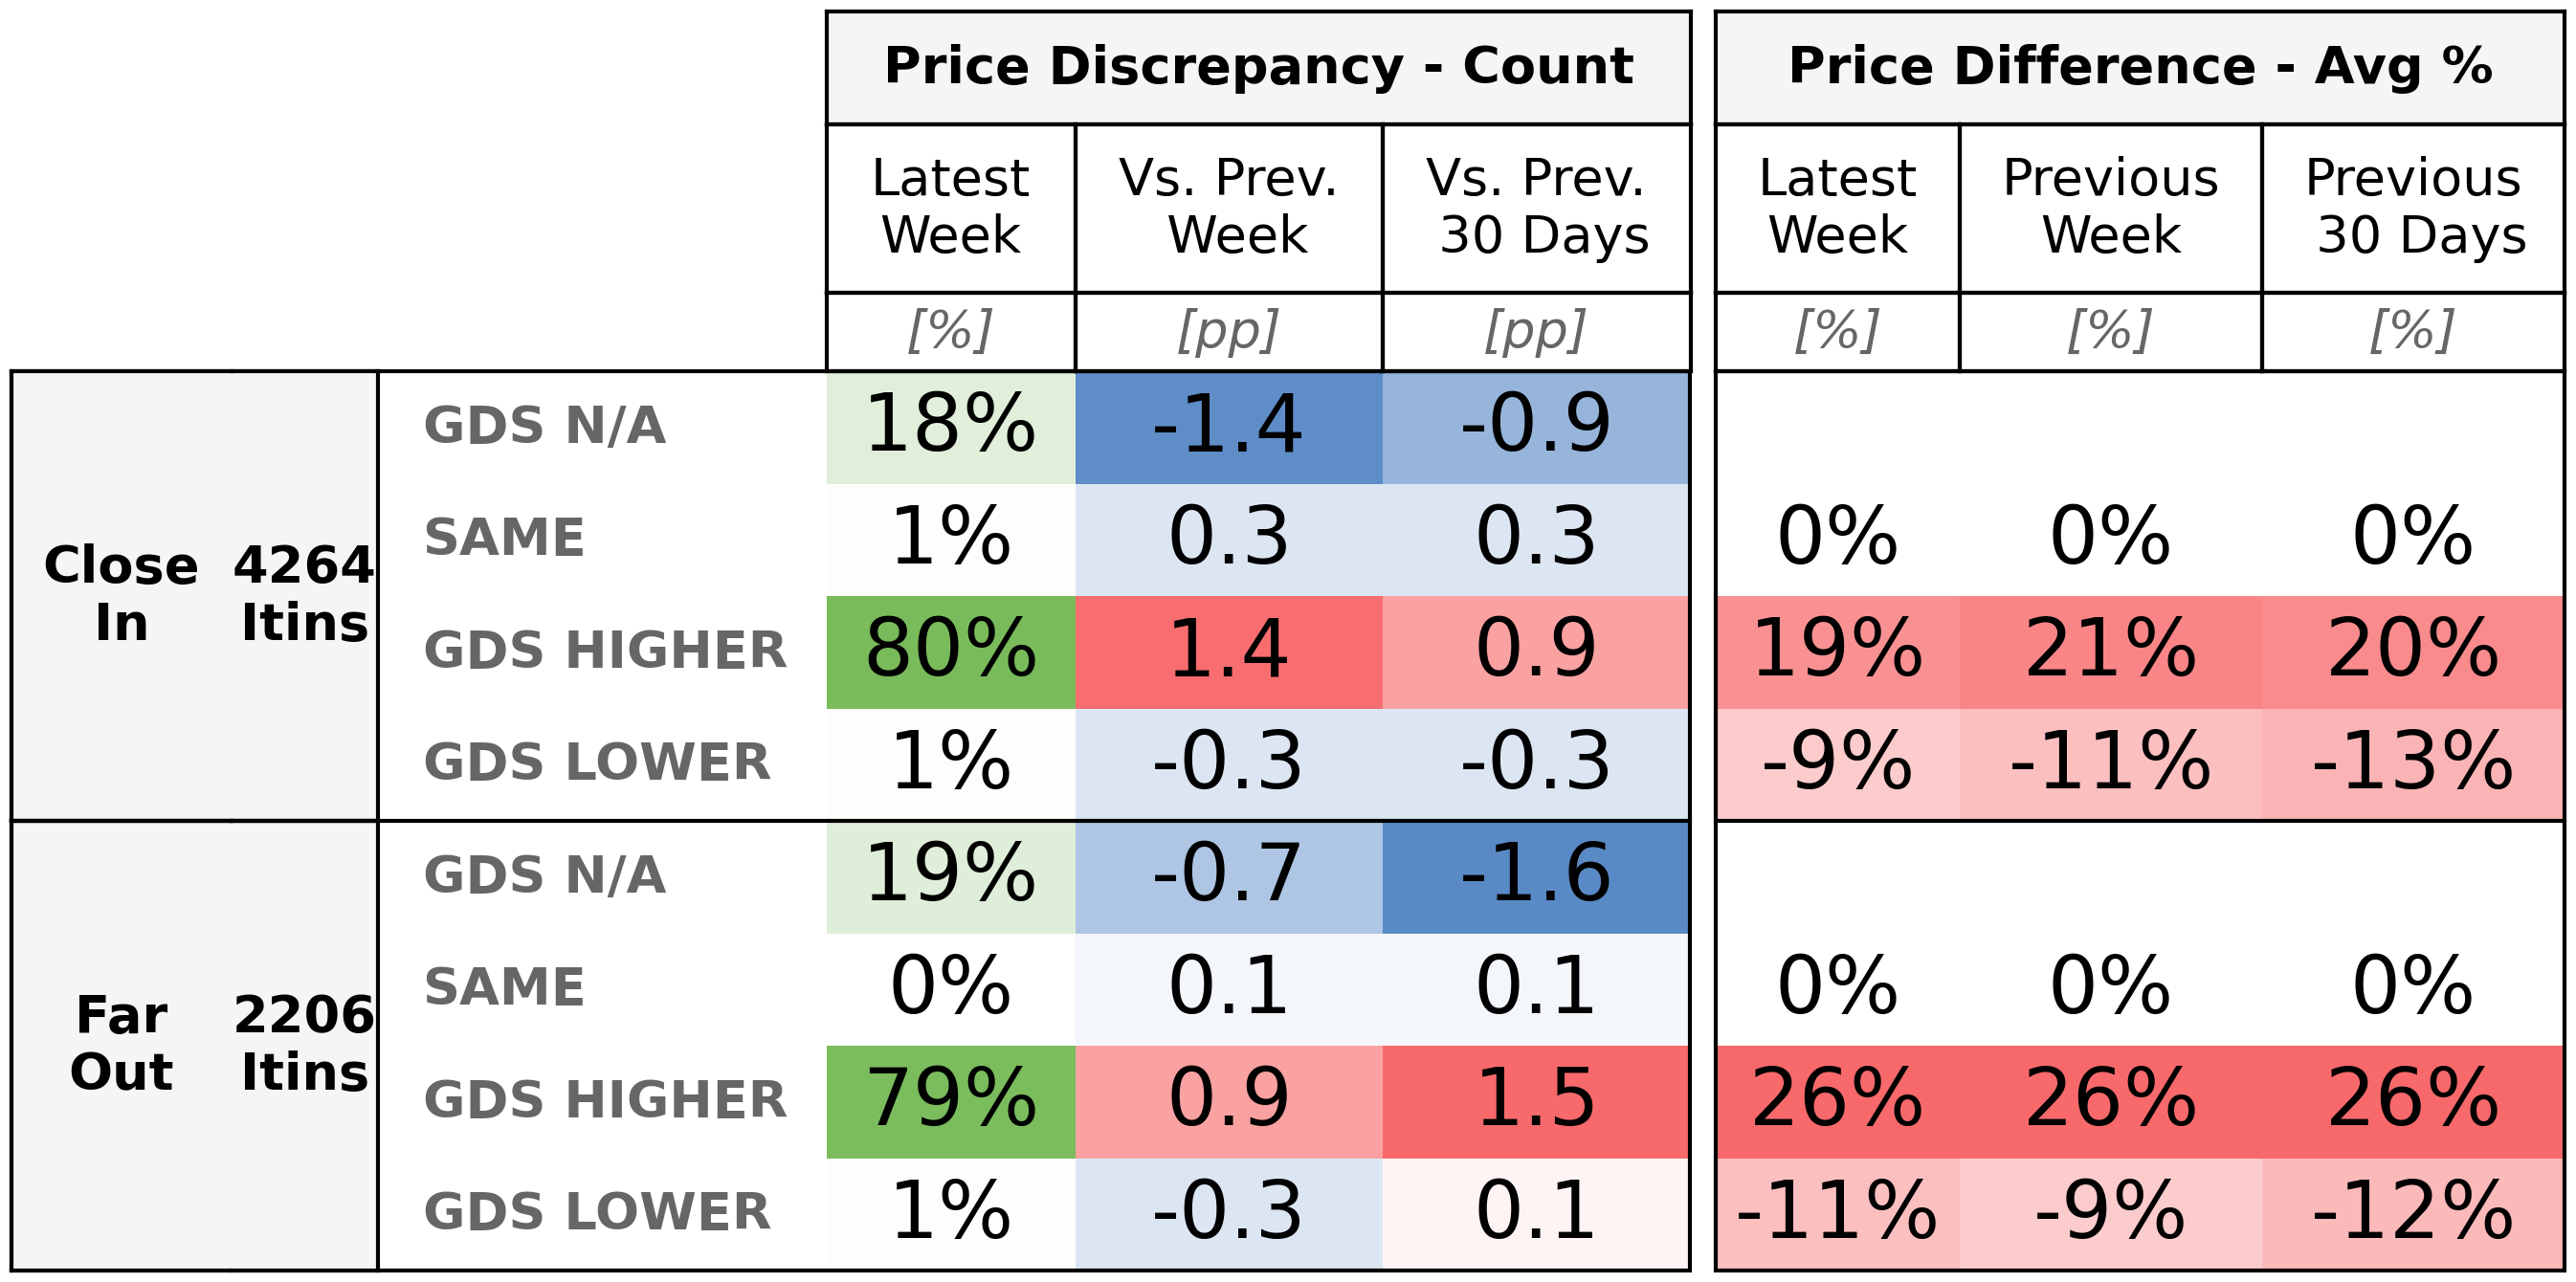 Price Discrepancy - Count Price Difference - Avg %
Latest Week Vs. Prev. Week Vs. Prev. 30 Days Latest Week Previous Week Previous 30 Days
[%] [pp] [pp] [%] [%] [%]
Close In 4264 Itins
GDS N/A 18% -1.4 -0.9
SAME 1% 0.3 0.3 0% 0% 0%
GDS HIGHER 80% 1.4 0.9 19% 21% 20%
GDS LOWER 1% -0.3 -0.3 -9% -11% -13%
Far Out 2206 Itins
GDS N/A 19% -0.7 -1.6
SAME 0% 0.1 0.1 0% 0% 0%
GDS HIGHER 79% 0.9 1.5 26% 26% 26%
GDS LOWER 1% -0.3 0.1 -11% -9% -12%